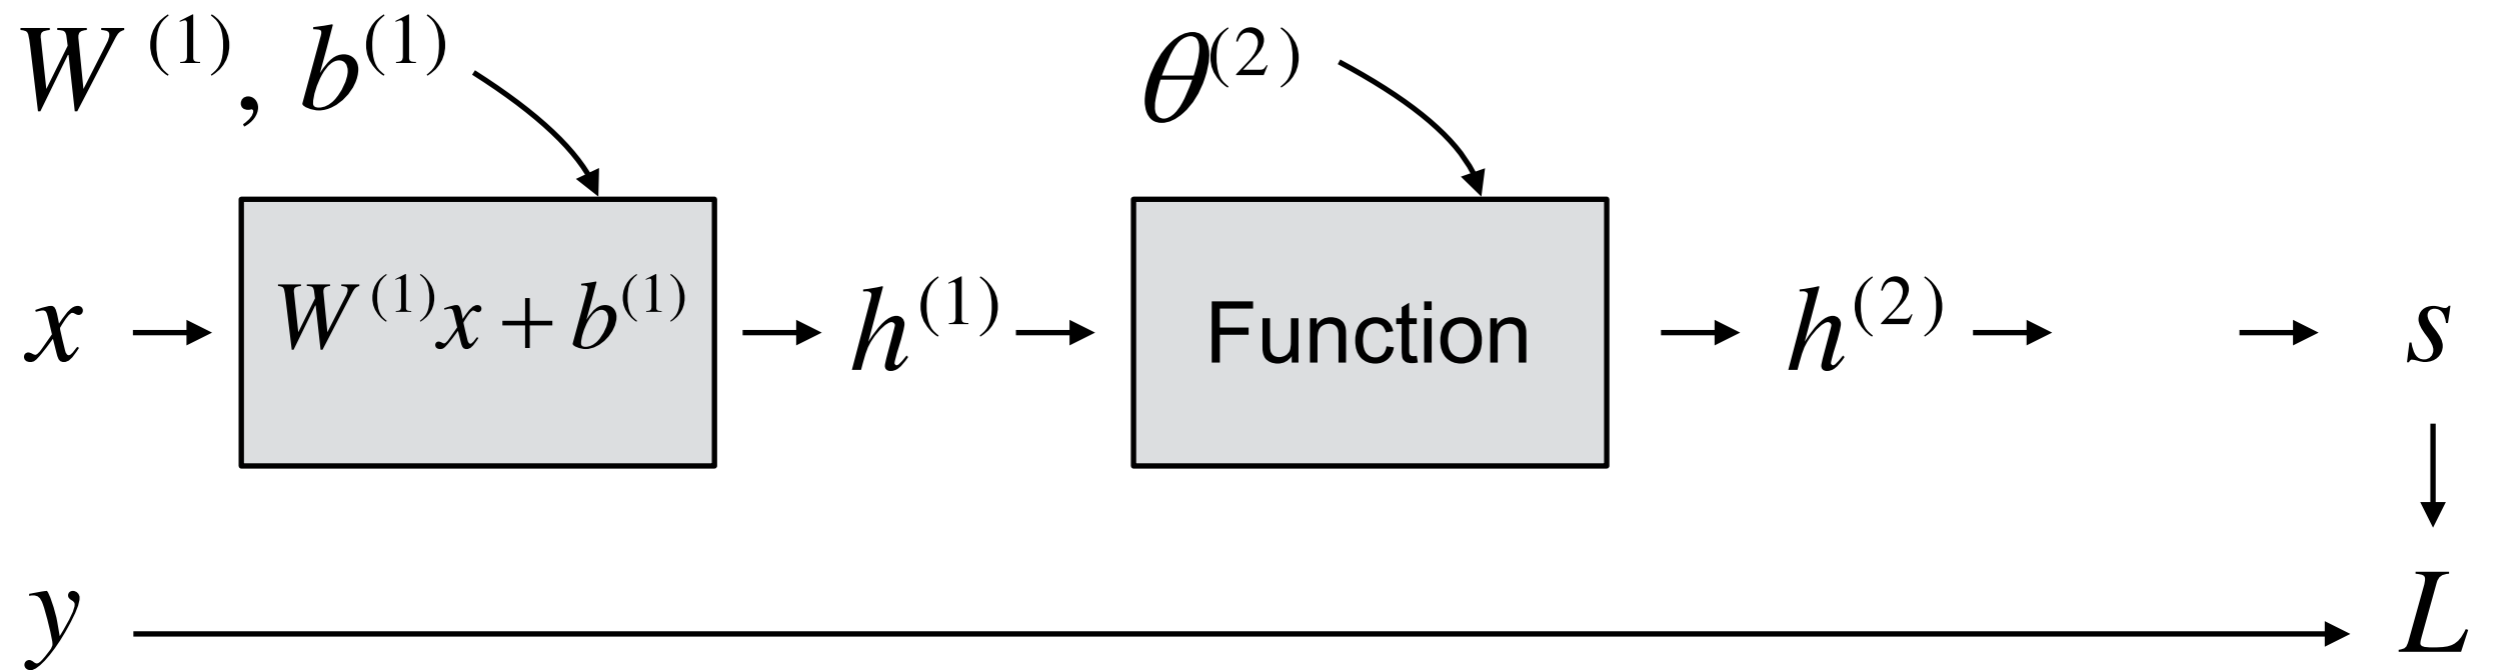 W⁽¹⁾, b⁽¹⁾ θ⁽²⁾
x W⁽¹⁾x + b⁽¹⁾ h⁽¹⁾ Function h⁽²⁾ s
y L